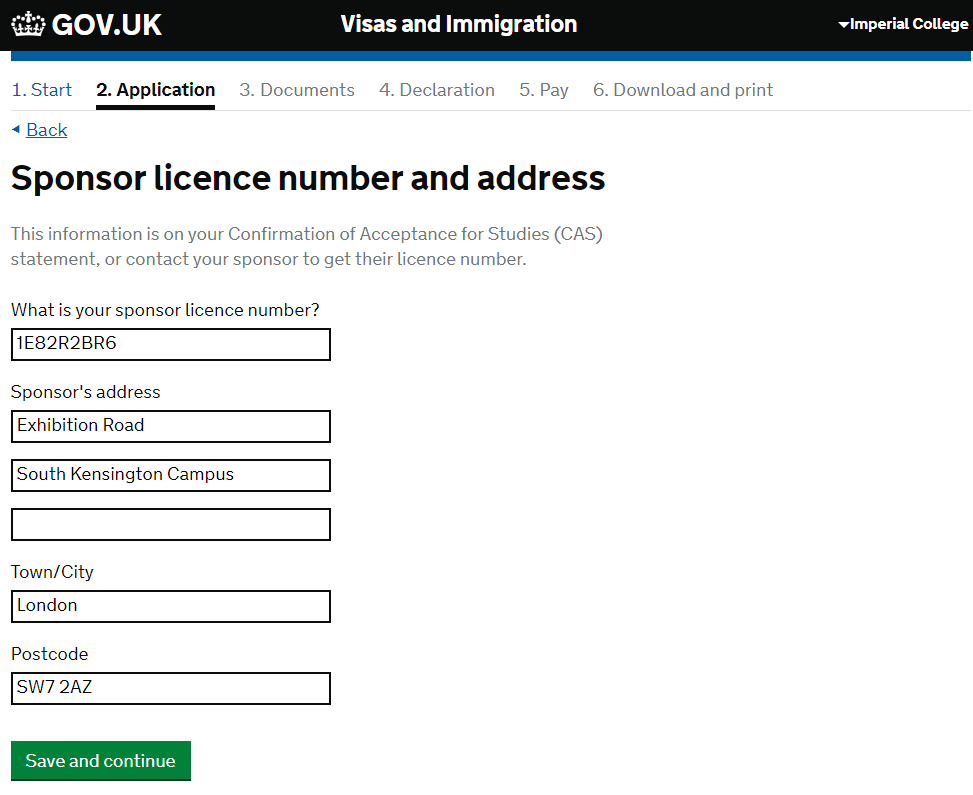 GOV.UK
Visas and Immigration
Imperial College
1. Start 2. Application 3. Documents 4. Declaration 5. Pay 6. Download and print
Back
Sponsor licence number and address
This information is on your Confirmation of Acceptance for Studies (CAS)
statement, or contact your sponsor to get their licence number.
What is your sponsor licence number?
1E82R2BR6
Sponsor's address
Exhibition Road
South Kensington Campus
Town/City
London
Postcode
SW7 2AZ
Save and continue